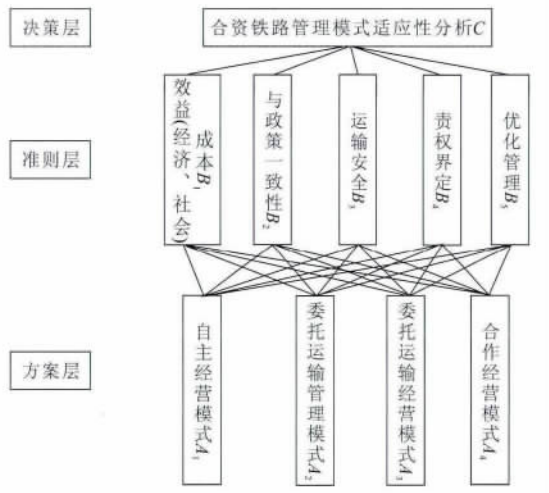 决策层
合资铁路管理模式适应性分析C
准则层
成本B1
效益(经济、社会)
与政策一致性B2
运输安全B3
责权界定B4
优化管理B5
方案层
自主经营模式A1
委托运输管理模式A2
委托运输经营模式A3
合作经营模式A4